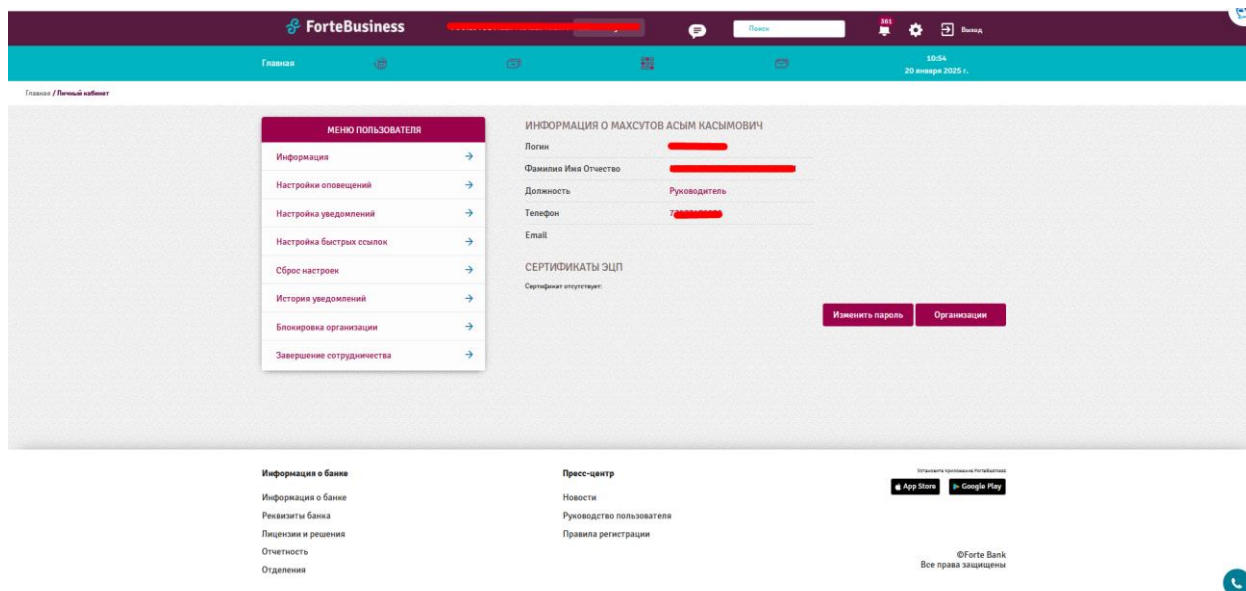 ForteBusiness
Поиск
361
Выход
Главная
10:54
20 января 2025 г.
Главная / Личный кабинет
МЕНЮ ПОЛЬЗОВАТЕЛЯ
Информация
Настройки оповещений
Настройка уведомлений
Настройка быстрых ссылок
Сброс настроек
История уведомлений
Блокировка организации
Завершение сотрудничества
ИНФОРМАЦИЯ О МАХСУТОВ АСЫМ КАСЫМОВИЧ
Логин
Фамилия Имя Отчество
Должность Руководитель
Телефон
Email
СЕРТИФИКАТЫ ЭЦП
Сертификат отсутствует.
Изменить пароль
Организации
Информация о банке
Информация о банке
Реквизиты банка
Лицензии и решения
Отчетность
Отделения
Пресс-центр
Новости
Руководство пользователя
Правила регистрации
Установите приложение ForteBusiness
App Store
Google Play
©Forte Bank
Все права защищены